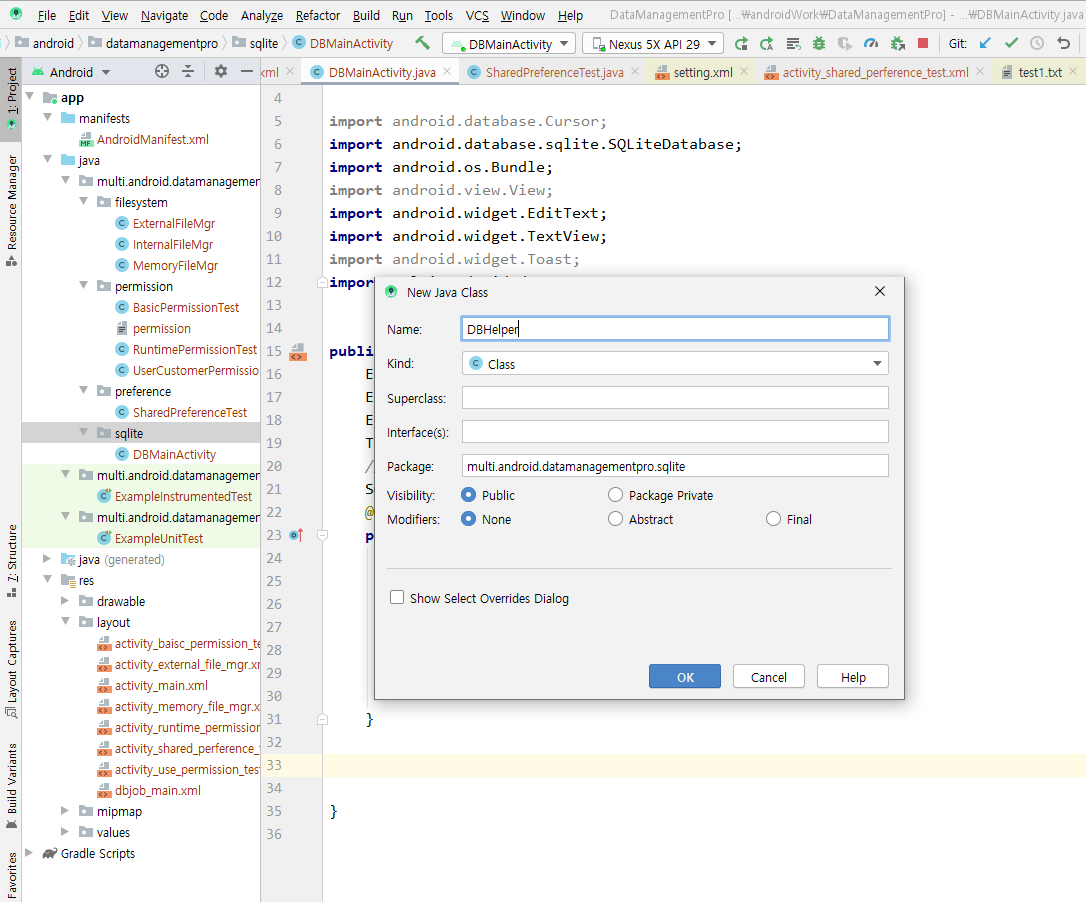 File Edit View Navigate Code Analyze Refactor Build Run Tools VCS Window Help DataManagementPro [...₩androidWork₩DataManagementPro] - ...₩DBMainActivity.java
android datamanagementpro sqlite DBMainActivity DBMainActivity Nexus 5X API 29 Git:
Android xml DBMainActivity.java SharedPreferenceTest.java setting.xml activity_shared_perference_test.xml test1.txt
1: Project
Resource Manager
7: Structure
Layout Captures
Build Variants
Favorites
app
manifests
AndroidManifest.xml
java
multi.android.datamanagemen
filesystem
ExternalFileMgr
InternalFileMgr
MemoryFileMgr
permission
BasicPermissionTest
permission
RuntimePermissionTest
UserCustomerPermissio
preference
SharedPreferenceTest
sqlite
DBMainActivity
multi.android.datamanagemen
ExampleInstrumentedTest
multi.android.datamanagemen
ExampleUnitTest
java (generated)
res
drawable
layout
activity_baisc_permission_te
activity_external_file_mgr.xr
activity_main.xml
activity_memory_file_mgr.x
activity_runtime_permission
activity_shared_perference_
activity_use_permission_tes
dbjob_main.xml
mipmap
values
Gradle Scripts
4
5 import android.database.Cursor;
6 import android.database.sqlite.SQLiteDatabase;
7 import android.os.Bundle;
8 import android.view.View;
9 import android.widget.EditText;
10 import android.widget.TextView;
11 import android.widget.Toast;
12 impor
13
14
15 publi
16 E
17 E
18 E
19 T
20 /
21 S
22 @
23 p
24
25
26
27
28
29
30
31 }
32
33
34
35 }
36
New Java Class
Name: DBHelper
Kind: Class
Superclass:
Interface(s):
Package: multi.android.datamanagementpro.sqlite
Visibility: Public Package Private
Modifiers: None Abstract Final
Show Select Overrides Dialog
OK Cancel Help